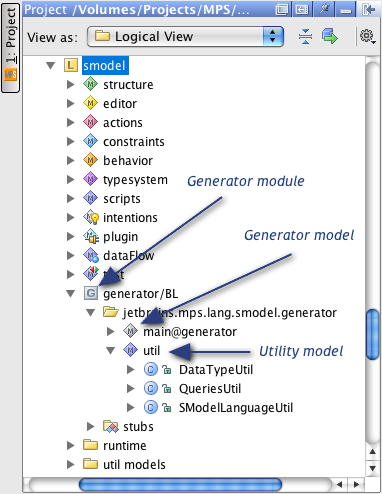 Project /Volumes/Projects/MPS/
1: Project
View as: Logical View
smodel
structure
editor
actions
constraints
behavior
typesystem
scripts
intentions
plugin
dataFlow
generator/BL
jetbrains.mps.lang.smodel.generator
main@generator
util
DataTypeUtil
QueriesUtil
SModelLanguageUtil
stubs
runtime
util models
Generator module
Generator model
Utility model